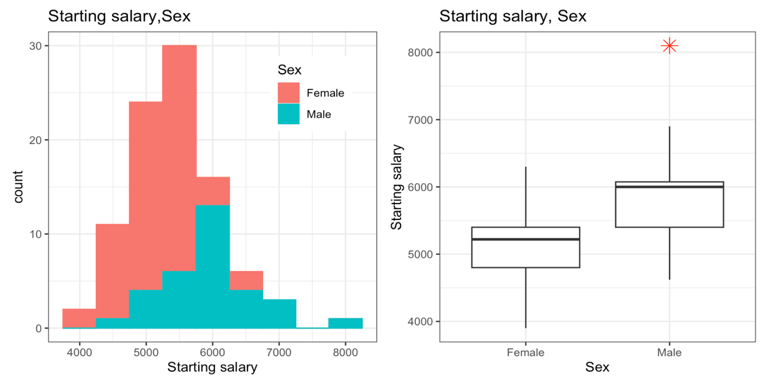 Starting salary,Sex
30
20
10
0
count
4000 5000 6000 7000 8000
Starting salary
Sex
Female
Male
Starting salary, Sex
8000
7000
6000
5000
4000
Starting salary
Female Male
Sex